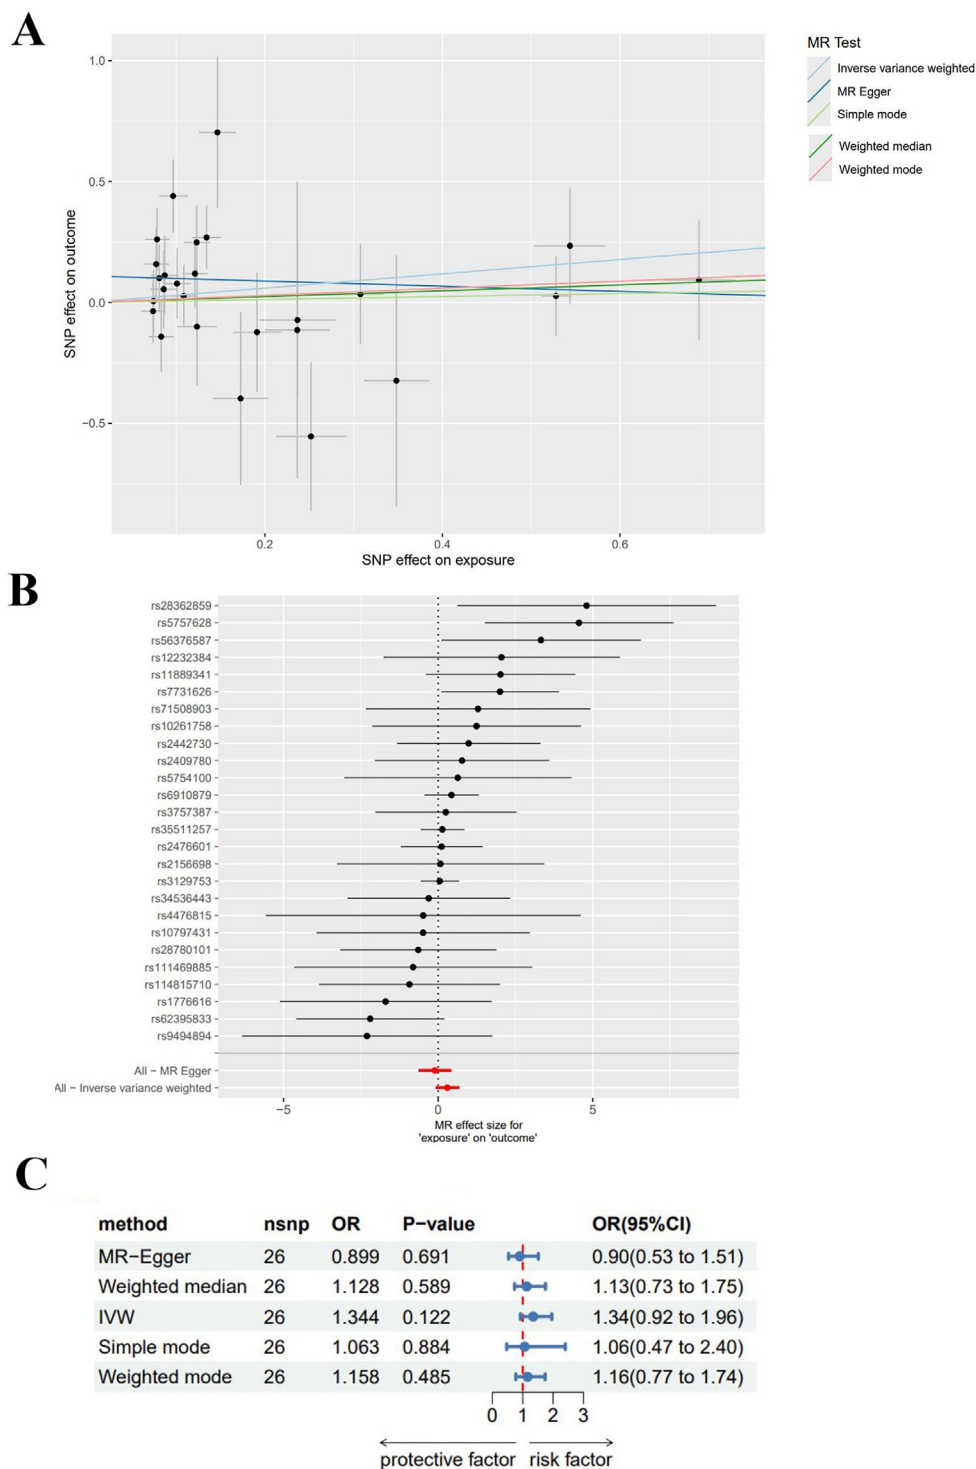 A
MR Test
Inverse variance weighted
MR Egger
Simple mode
Weighted median
Weighted mode
SNP effect on outcome
1.0
0.5
0.0
−0.5
0.2 0.4 0.6
SNP effect on exposure
B
rs28362859
rs5757628
rs56376587
rs12232384
rs11889341
rs7731626
rs71508903
rs10261758
rs2442730
rs2409780
rs5754100
rs6910879
rs3757387
rs35511257
rs2476601
rs2156698
rs3129753
rs34536443
rs4476815
rs10797431
rs28780101
rs111469885
rs114815710
rs1776616
rs62395833
rs9494894
All − MR Egger
All − Inverse variance weighted
−5 0 5
MR effect size for
'exposure' on 'outcome'
C
method nsnp OR P−value OR(95%CI)
MR−Egger 26 0.899 0.691 0.90(0.53 to 1.51)
Weighted median 26 1.128 0.589 1.13(0.73 to 1.75)
IVW 26 1.344 0.122 1.34(0.92 to 1.96)
Simple mode 26 1.063 0.884 1.06(0.47 to 2.40)
Weighted mode 26 1.158 0.485 1.16(0.77 to 1.74)
0 1 2 3
protective factor risk factor